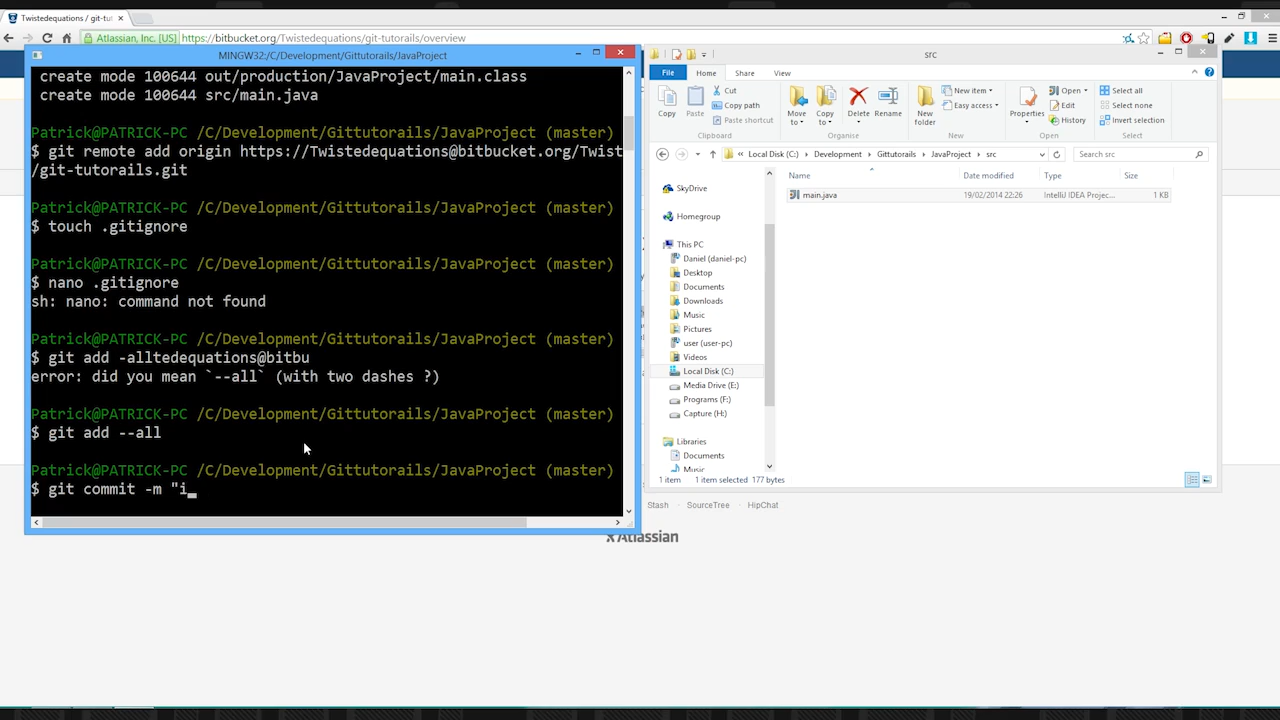 Twistedequations / git-tut
Atlassian, Inc. [US]
https://bitbucket.org/Twistedequations/git-tutorails/overview
MINGW32:/C/Development/Gittutorails/JavaProject
create mode 100644 out/production/JavaProject/main.class
create mode 100644 src/main.java
Patrick@PATRICK-PC /C/Development/Gittutorails/JavaProject (master)
$ git remote add origin https://Twistedequations@bitbucket.org/Twist
/git-tutorails.git
Patrick@PATRICK-PC /C/Development/Gittutorails/JavaProject (master)
$ touch .gitignore
Patrick@PATRICK-PC /C/Development/Gittutorails/JavaProject (master)
$ nano .gitignore
sh: nano: command not found
Patrick@PATRICK-PC /C/Development/Gittutorails/JavaProject (master)
$ git add -alltedequations@bitbu
error: did you mean `--all` (with two dashes ?)
Patrick@PATRICK-PC /C/Development/Gittutorails/JavaProject (master)
$ git add --all
Patrick@PATRICK-PC /C/Development/Gittutorails/JavaProject (master)
$ git commit -m "i_
src
File
Home
Share
View
Copy
Paste
Cut
Copy path
Paste shortcut
Clipboard
Move to
Copy to
Delete
Rename
Organise
New folder
New item
Easy access
New
Properties
Open
Edit
History
Open
Select all
Select none
Invert selection
Select
« Local Disk (C:) Development Gittutorails JavaProject src
Search src
Name
Date modified
Type
Size
main.java
19/02/2014 22:26
IntelliJ IDEA Projec...
1 KB
SkyDrive
Homegroup
This PC
Daniel (daniel-pc)
Desktop
Documents
Downloads
Music
Pictures
user (user-pc)
Videos
Local Disk (C:)
Media Drive (E:)
Programs (F:)
Capture (H:)
Libraries
Documents
Music
1 item
1 item selected 177 bytes
Stash
SourceTree
HipChat
Atlassian